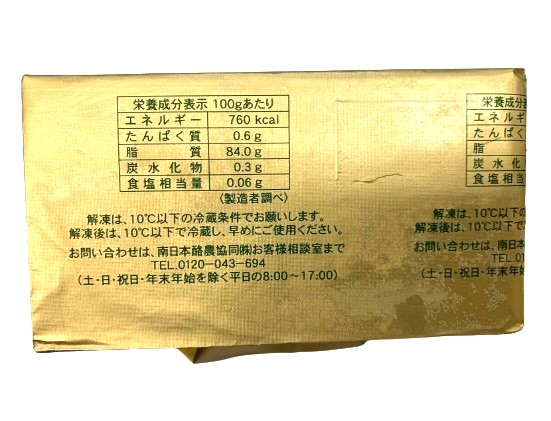 栄養成分表示 100gあたり
エネルギー 760 kcal
たんぱく質 0.6 g
脂質 84.0 g
炭水化物 0.3 g
食塩相当量 0.06 g
〈製造者調べ〉
解凍は、10℃以下の冷蔵条件でお願いします。
解凍後は、10℃以下で冷蔵し、早めにご使用ください。
お問い合わせは、南日本酪農協同㈱お客様相談室まで
TEL.0120-043-694
（土・日・祝日・年末年始を除く平日の8:00〜17:00）
栄養成分
エネルギ
たんぱく
脂
炭水化
食塩相
解凍は、10℃以下の
解凍後は、10℃以下で
お問い合わせは、南日
TEL.01
（土・日・祝日・年末年始